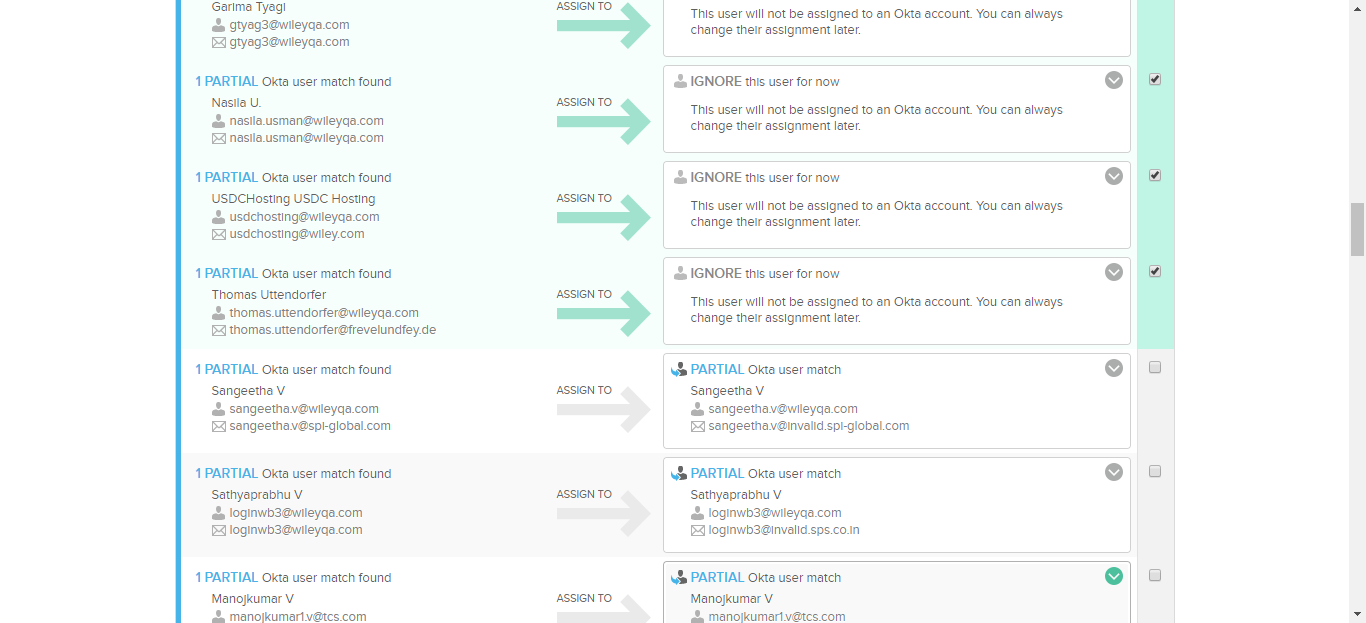 Garima Tyagi
gtyag3@wileyqa.com
gtyag3@wileyqa.com
ASSIGN TO
This user will not be assigned to an Okta account. You can always
change their assignment later.
1 PARTIAL Okta user match found
Nasila U.
nasila.usman@wileyqa.com
nasila.usman@wileyqa.com
ASSIGN TO
IGNORE this user for now
This user will not be assigned to an Okta account. You can always
change their assignment later.
1 PARTIAL Okta user match found
USDCHosting USDC Hosting
usdchosting@wileyqa.com
usdchosting@wiley.com
ASSIGN TO
IGNORE this user for now
This user will not be assigned to an Okta account. You can always
change their assignment later.
1 PARTIAL Okta user match found
Thomas Uttendorfer
thomas.uttendorfer@wileyqa.com
thomas.uttendorfer@frevelundfey.de
ASSIGN TO
IGNORE this user for now
This user will not be assigned to an Okta account. You can always
change their assignment later.
1 PARTIAL Okta user match found
Sangeetha V
sangeetha.v@wileyqa.com
sangeetha.v@spi-global.com
ASSIGN TO
PARTIAL Okta user match
Sangeetha V
sangeetha.v@wileyqa.com
sangeetha.v@invalid.spi-global.com
1 PARTIAL Okta user match found
Sathyaprabhu V
loginwb3@wileyqa.com
loginwb3@wileyqa.com
ASSIGN TO
PARTIAL Okta user match
Sathyaprabhu V
loginwb3@wileyqa.com
loginwb3@invalid.sps.co.in
1 PARTIAL Okta user match found
Manojkumar V
manojkumar1.v@tcs.com
ASSIGN TO
PARTIAL Okta user match
Manojkumar V
manojkumar1.v@tcs.com